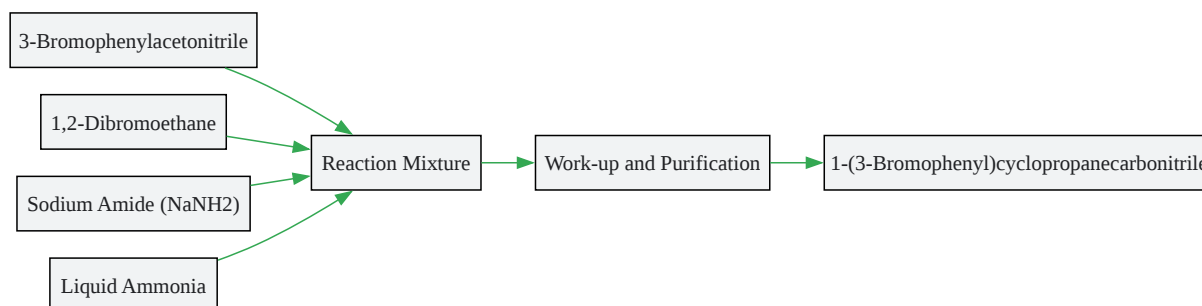 3-Bromophenylacetonitrile
1,2-Dibromoethane
Sodium Amide (NaNH2)
Liquid Ammonia
Reaction Mixture
Work-up and Purification
1-(3-Bromophenyl)cyclopropanecarbonitrile